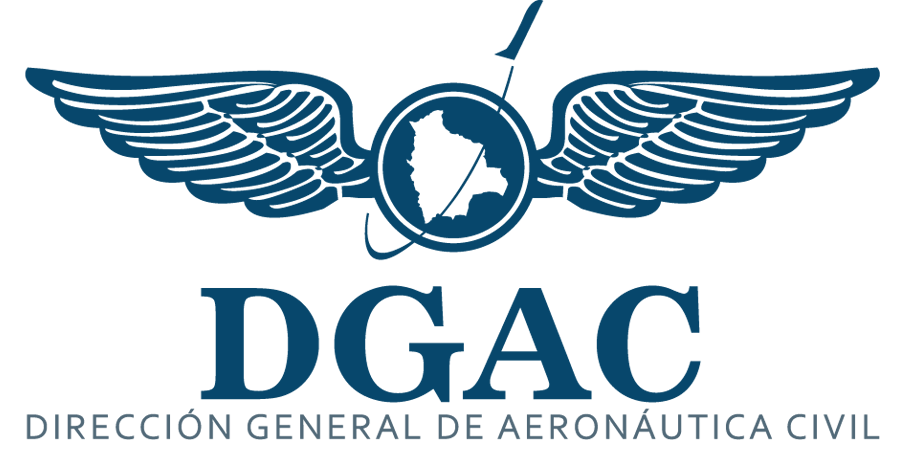 DGAC
DIRECCIÓN GENERAL DE AERONÁUTICA CIVIL